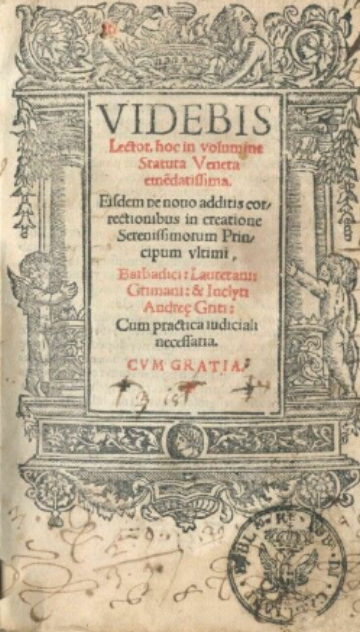 VIDEBIS
Lector, hoc in volumine
Statuta Veneta
emēdatissima.
Eisdem de nouo additis cor-
rectionibus in creatione
Serenissimorum Prin-
cipum vltimi,
Barbadici: Lauretani:
Grimani: & Inclyti
Andreę Griti:
Cum practica iudiciali
necessaria.
CVM GRATIA.